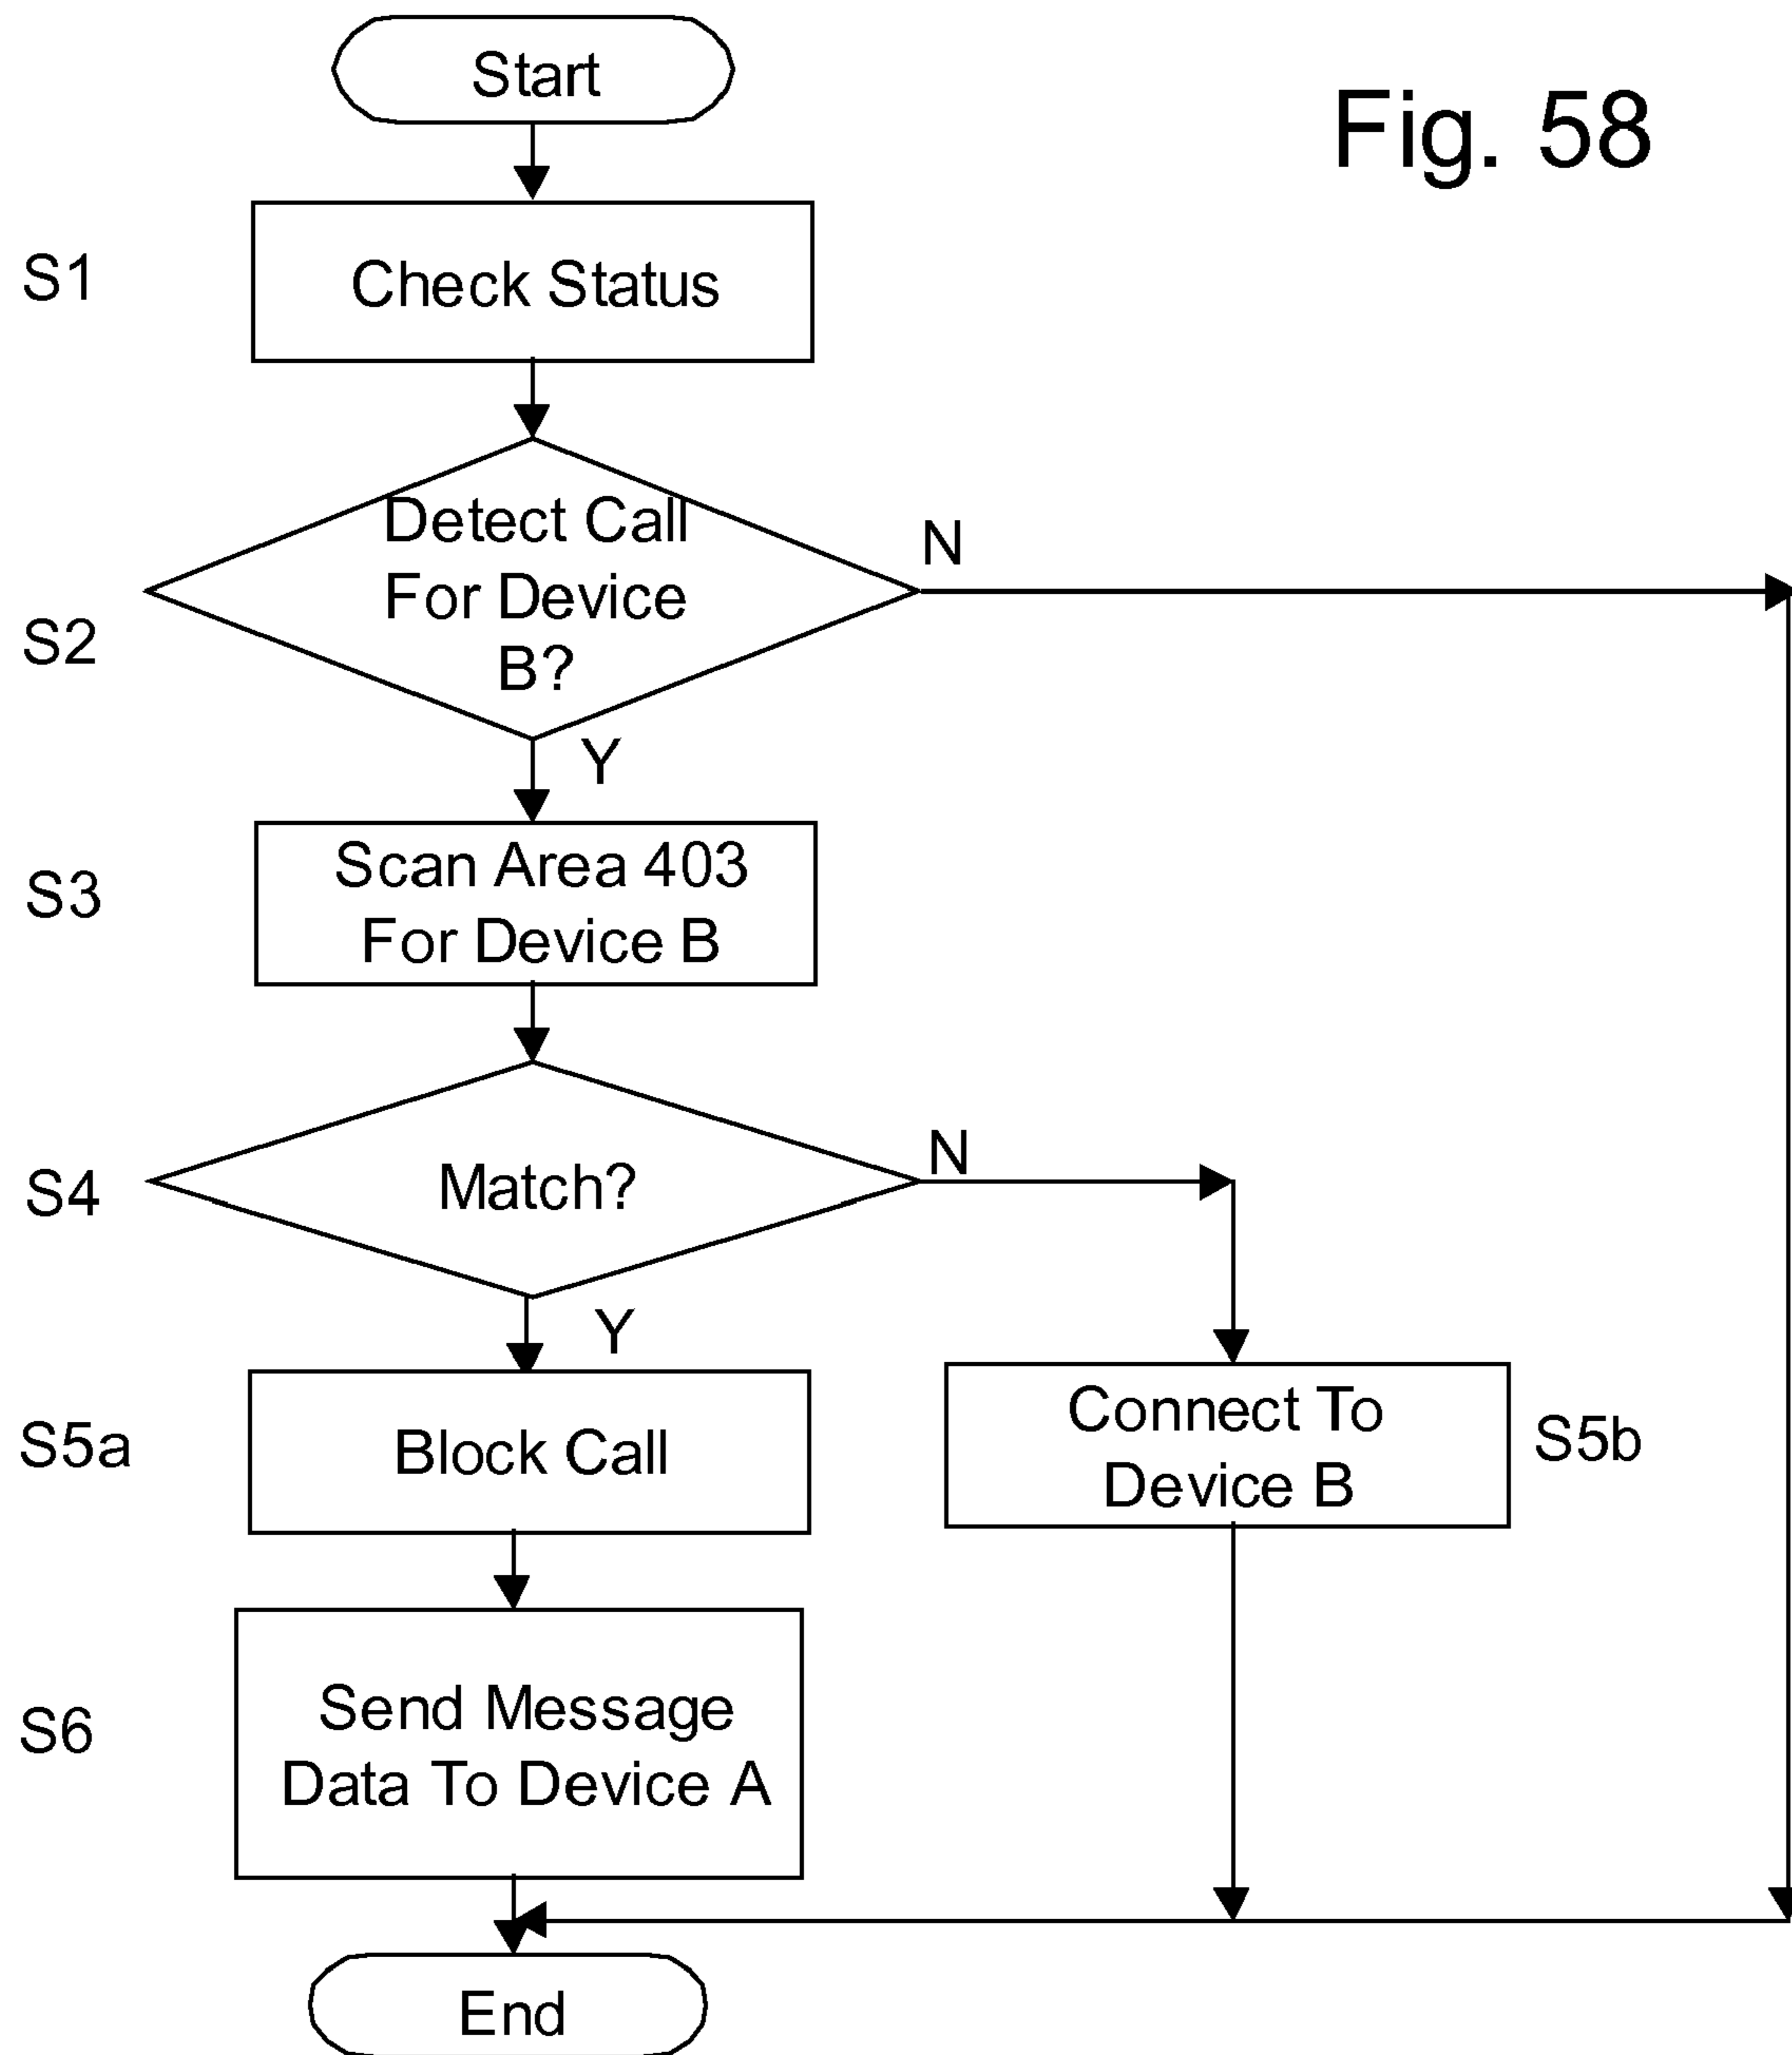 Start
Fig. 58
S1
Check Status
Detect Call
For Device
B?
N
S2
Y
S3
Scan Area 403
For Device B
S4
Match?
N
Y
S5a
Block Call
Connect To
Device B
S5b
S6
Send Message
Data To Device A
End